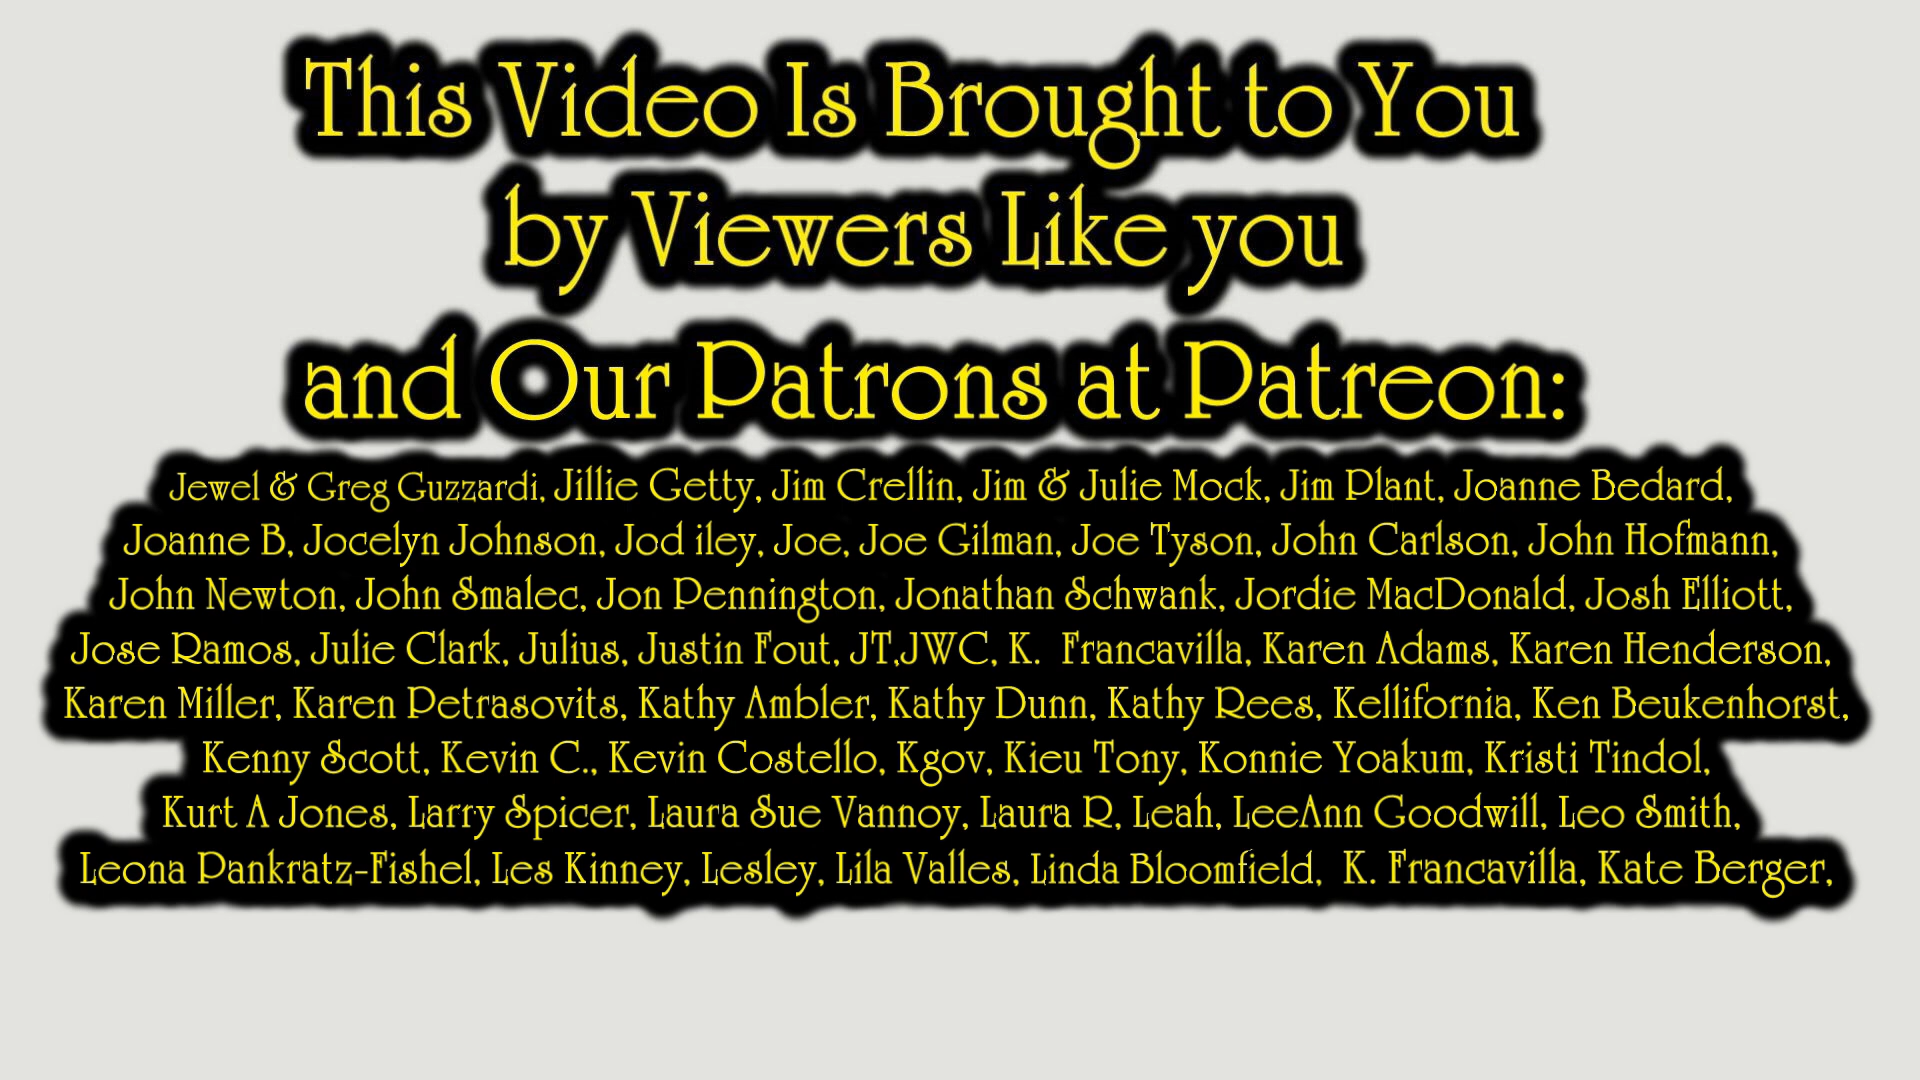 This Video Is Brought to You
by Viewers Like you
and Our Patrons at Patreon:
Jewel & Greg Guzzardi, Jillie Getty, Jim Crellin, Jim & Julie Mock, Jim Plant, Joanne Bedard,
Joanne B, Jocelyn Johnson, Jod iley, Joe, Joe Gilman, Joe Tyson, John Carlson, John Hofmann,
John Newton, John Smalec, Jon Pennington, Jonathan Schwank, Jordie MacDonald, Josh Elliott,
Jose Ramos, Julie Clark, Julius, Justin Fout, JT,JWC, K.  Francavilla, Karen Adams, Karen Henderson,
Karen Miller, Karen Petrasovits, Kathy Ambler, Kathy Dunn, Kathy Rees, Kellifornia, Ken Beukenhorst,
Kenny Scott, Kevin C., Kevin Costello, Kgov, Kieu Tony, Konnie Yoakum, Kristi Tindol,
Kurt A Jones, Larry Spicer, Laura Sue Vannoy, Laura R, Leah, LeeAnn Goodwill, Leo Smith,
Leona Pankratz-Fishel, Les Kinney, Lesley, Lila Valles, Linda Bloomfield,  K. Francavilla, Kate Berger,